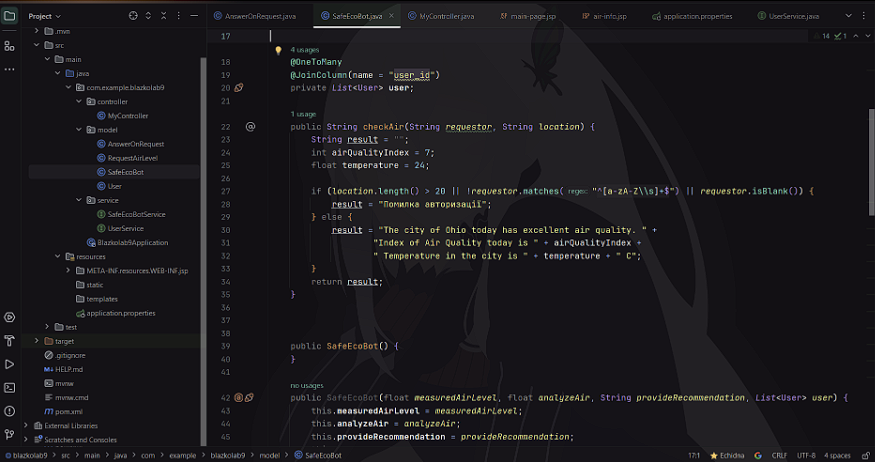 Project
AnswerOnRequest.java
SafeEcoBot.java
MyController.java
main-page.jsp
air-info.jsp
application.properties
UserService.java
.mvn
src
main
java
com.example.blazkolab9
controller
MyController
model
AnswerOnRequest
RequestAirLevel
SafeEcoBot
User
service
SafeEcoBotService
UserService
Blazkolab9Application
resources
META-INF.resources.WEB-INF.jsp
static
templates
application.properties
test
target
.gitignore
HELP.md
mvnw
mvnw.cmd
pom.xml
External Libraries
Scratches and Consoles
14 1
17
4 usages
18 @OneToMany
19 @JoinColumn(name = "user_id")
20 private List<User> user;
21
1 usage
22 public String checkAir(String requestor, String location) {
23 String result = "";
24 int airQualityIndex = 7;
25 float temperature = 24;
26
27 if (location.length() > 20 || !requestor.matches( regex: "^[a-zA-Z\\s]+$") || requestor.isBlank()) {
28 result = "Помилка авторизації";
29 } else {
30 result = "The city of Ohio today has excellent air quality. " +
31 "Index of Air Quality today is " + airQualityIndex +
32 " Temperature in the city is " + temperature + " C";
33 }
34 return result;
35 }
36
37
38
39 public SafeEcoBot() {
40 }
41
no usages
42 public SafeEcoBot(float measuredAirLevel, float analyzeAir, String provideRecommendation, List<User> user) {
43 this.measuredAirLevel = measuredAirLevel;
44 this.analyzeAir = analyzeAir;
45 this.provideRecommendation = provideRecommendation;
blazkolab9 > src > main > java > com > example > blazkolab9 > model > SafeEcoBot
17:1 Echidna CRLF UTF-8 4 spaces